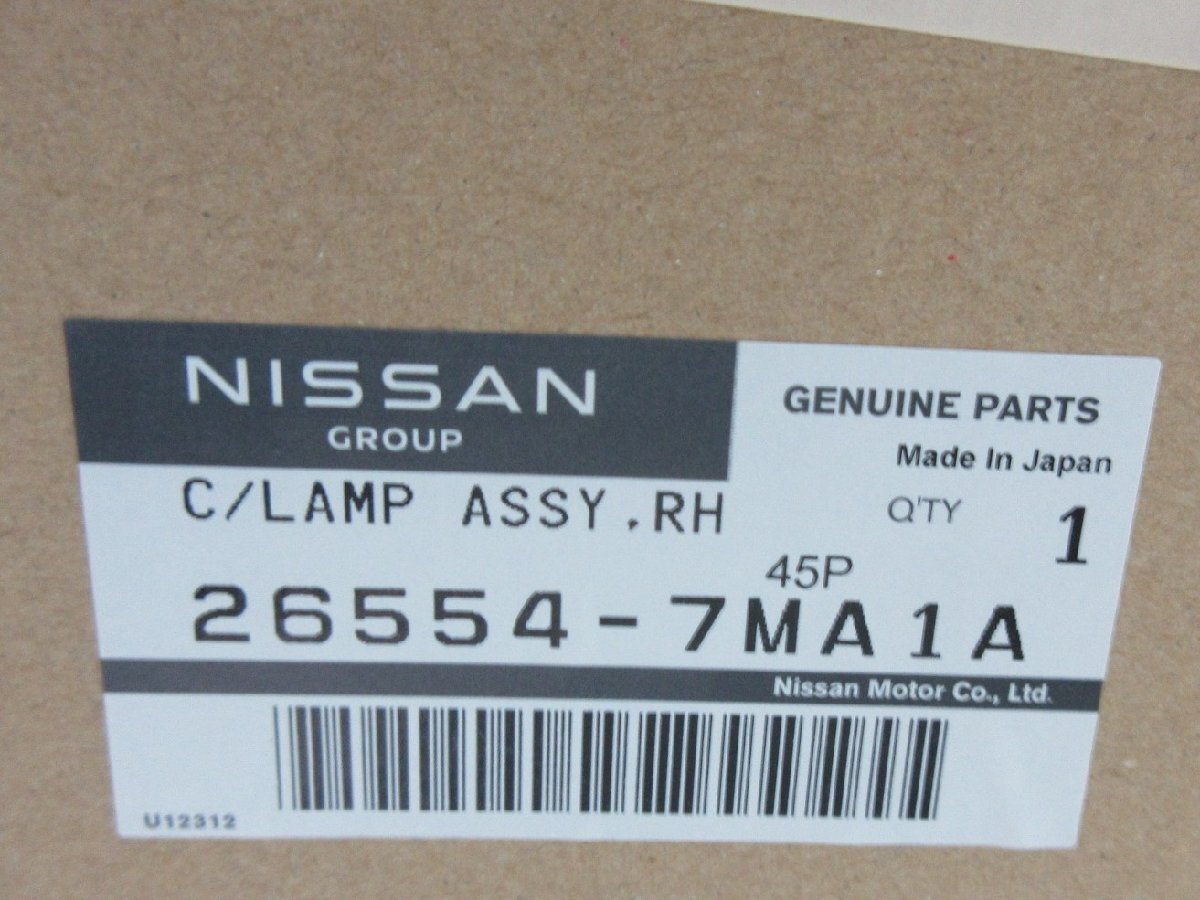 NISSAN
GROUP
GENUINE PARTS
Made In Japan
C/LAMP ASSY,RH
Q'TY 1
45P
26554-7MA1A
Nissan Motor Co., Ltd.
U12312